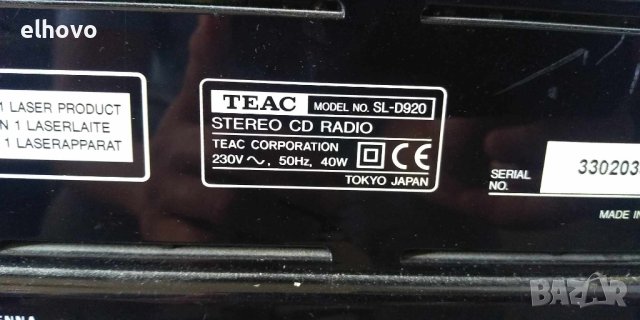 elhovo
1 LASER PRODUCT
1 LASERLAITE
1 LASERAPPARAT
TEAC MODEL NO. SL-D920
STEREO CD RADIO
TEAC CORPORATION
230V ~, 50Hz, 40W CE
TOKYO JAPAN
SERIAL NO. 330203
MADE IN
BAZAR